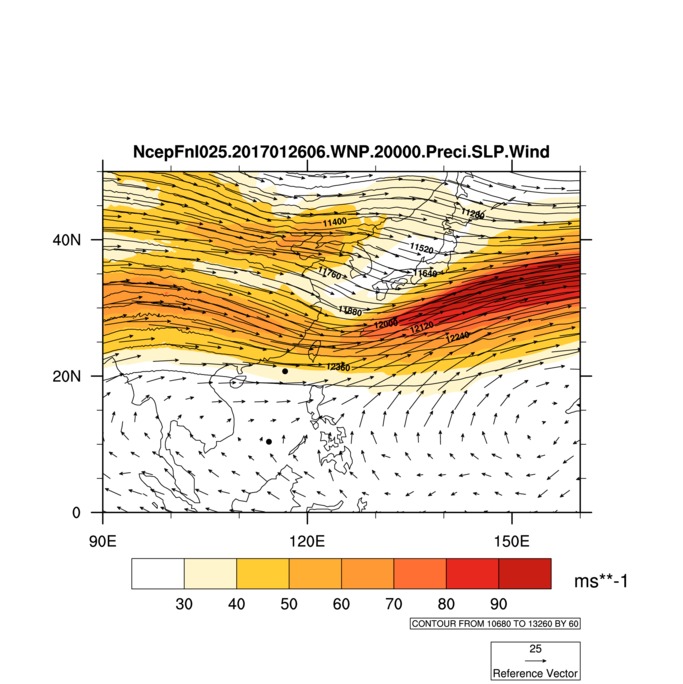 NcepFnl025.2017012606.WNP.20000.Preci.SLP.Wind
11280
11400
40N
11520
11760
11640
11880
12000
12120
12240
12360
20N
0
90E 120E 150E
ms**-1
30 40 50 60 70 80 90
CONTOUR FROM 10680 TO 13260 BY 60
25
Reference Vector